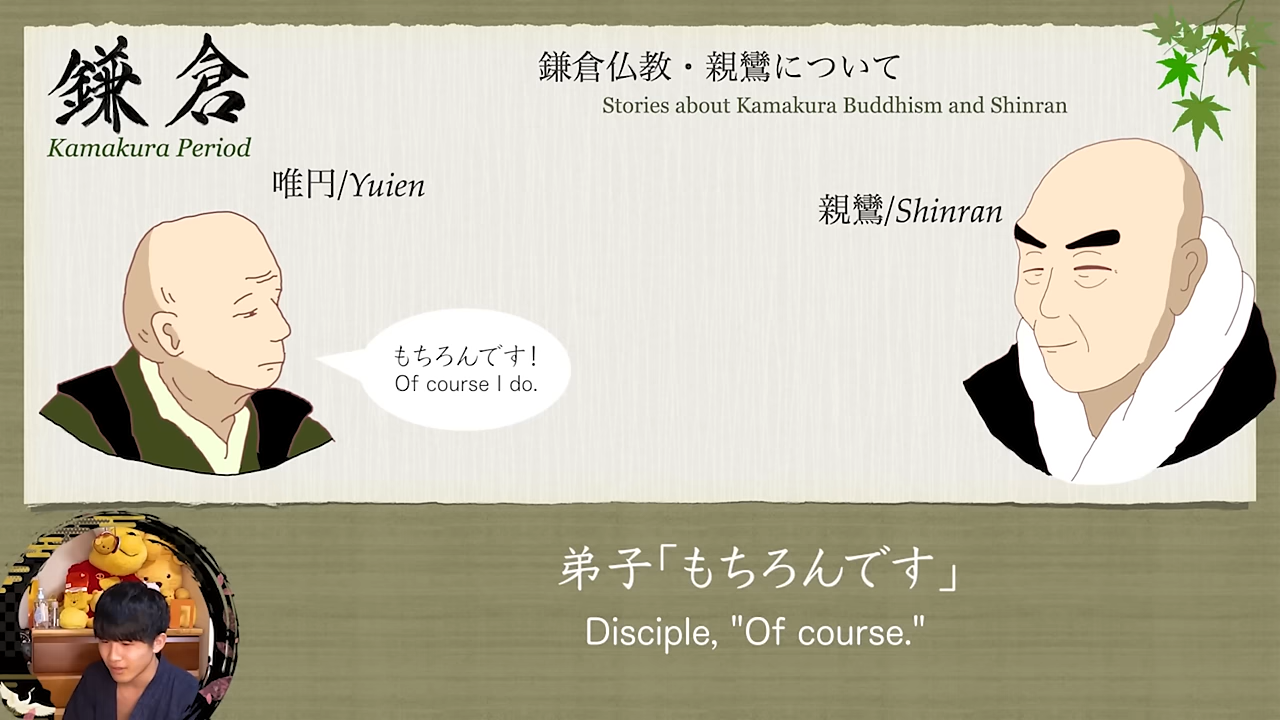 鎌倉
Kamakura Period
鎌倉仏教・親鸞について
Stories about Kamakura Buddhism and Shinran
唯円/Yuien
親鸞/Shinran
もちろんです!
Of course I do.
弟子「もちろんです」
Disciple, "Of course."